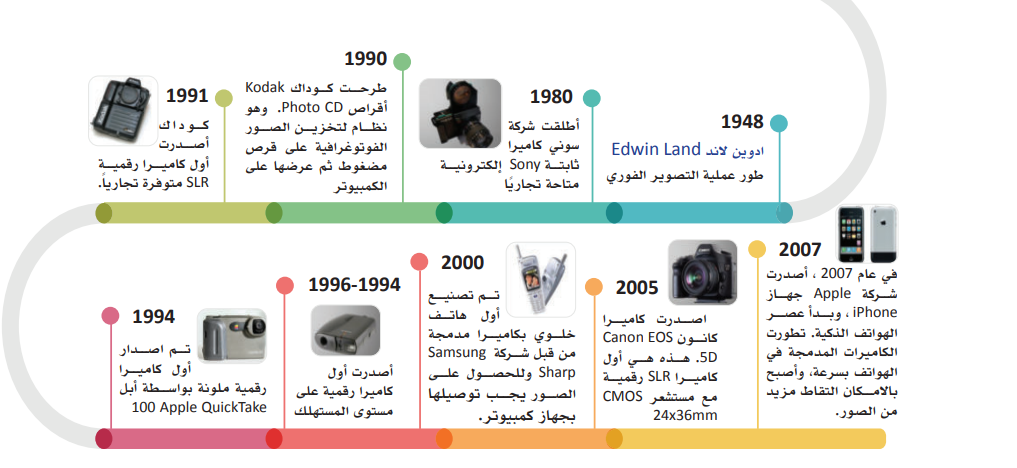 1948
ادوين لاند Edwin Land
طور عملية التصوير الفوري
1980
أطلقت شركة
سوني كاميرا
ثابتة Sony إلكترونية
متاحة تجاريًا
1990
طرحت كوداك Kodak
أقراص Photo CD. وهو
نظام لتخزين الصور
الفوتوغرافية على قرص
مضغوط ثم عرضها على
الكمبيوتر
1991
كوداك
أصدرت
أول كاميرا رقمية
SLR متوفرة تجارياً.
1994
تم اصدار
أول كاميرا
رقمية ملونة بواسطة أبل
100 Apple QuickTake
1996-1994
أصدرت أول
كاميرا رقمية على
مستوى المستهلك
2000
تم تصنيع
أول هاتف
خلوي بكاميرا مدمجة
من قبل شركة Samsung
Sharp وللحصول على
الصور يجب توصيلها
بجهاز كمبيوتر.
2005
اصدرت كاميرا
كانون Canon EOS
5D. هذه هي أول
كاميرا SLR رقمية
مع مستشعر CMOS
24x36mm
2007
في عام 2007 ، أصدرت
شركة Apple جهاز
iPhone ، وبدأ عصر
الهواتف الذكية. تطورت
الكاميرات المدمجة في
الهواتف بسرعة، وأصبح
بالامكان التقاط مزيد
من الصور.